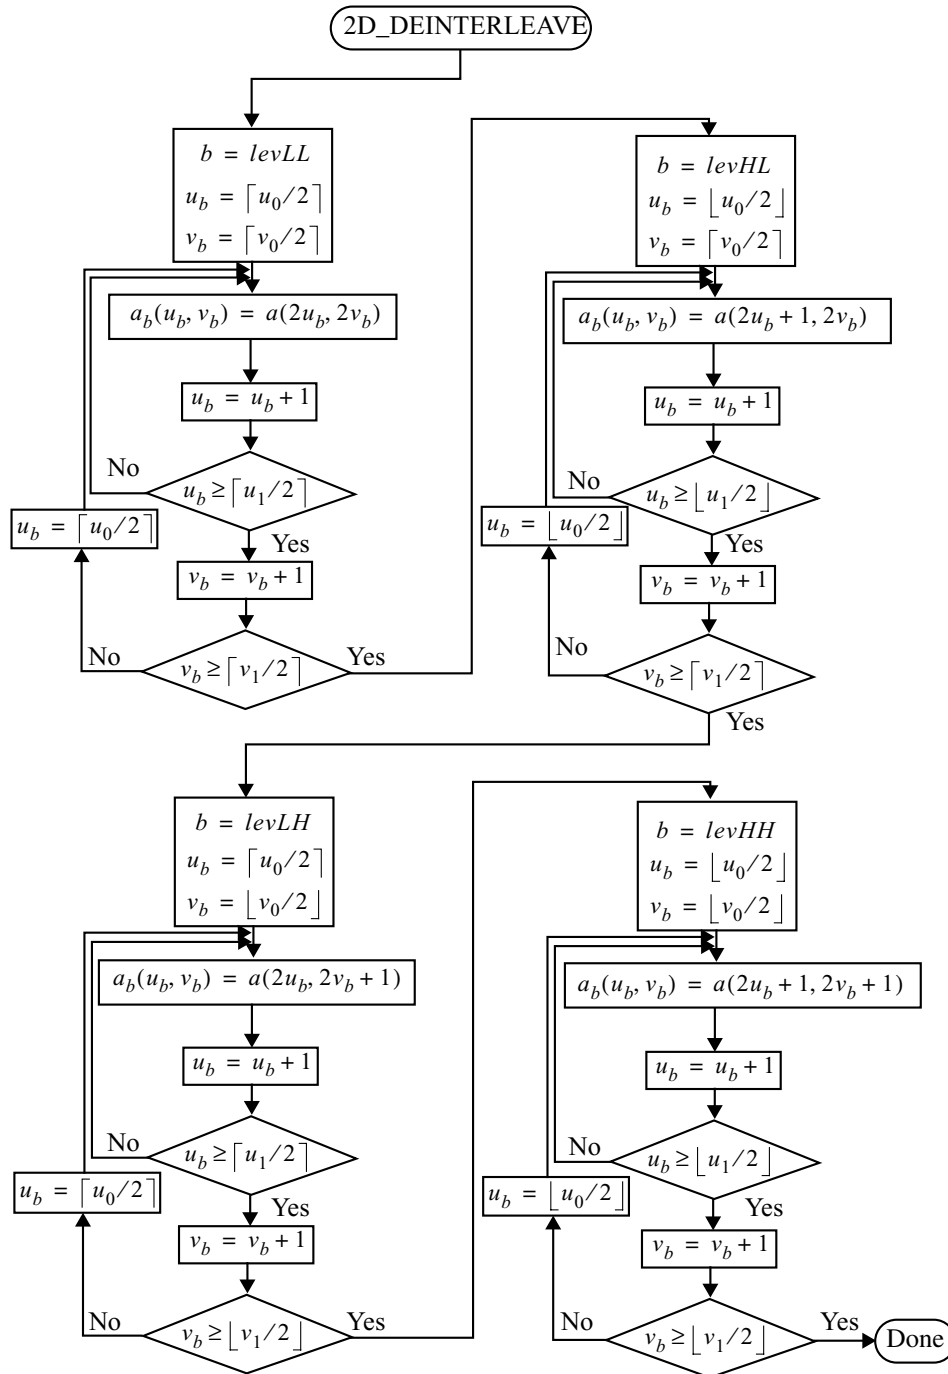 2D_DEINTERLEAVE
b = levLL
u_b = ⌈u_0/2⌉
v_b = ⌈v_0/2⌉
a_b(u_b, v_b) = a(2u_b, 2v_b)
u_b = u_b + 1
No
u_b ≥ ⌈u_1/2⌉
u_b = ⌈u_0/2⌉
Yes
v_b = v_b + 1
No
v_b ≥ ⌈v_1/2⌉
Yes
b = levHL
u_b = ⌊u_0/2⌋
v_b = ⌈v_0/2⌉
a_b(u_b, v_b) = a(2u_b + 1, 2v_b)
u_b = u_b + 1
No
u_b ≥ ⌊u_1/2⌋
u_b = ⌊u_0/2⌋
Yes
v_b = v_b + 1
No
v_b ≥ ⌈v_1/2⌉
Yes
b = levLH
u_b = ⌈u_0/2⌉
v_b = ⌊v_0/2⌋
a_b(u_b, v_b) = a(2u_b, 2v_b + 1)
u_b = u_b + 1
No
u_b ≥ ⌈u_1/2⌉
u_b = ⌈u_0/2⌉
Yes
v_b = v_b + 1
No
v_b ≥ ⌊v_1/2⌋
Yes
b = levHH
u_b = ⌊u_0/2⌋
v_b = ⌊v_0/2⌋
a_b(u_b, v_b) = a(2u_b + 1, 2v_b + 1)
u_b = u_b + 1
No
u_b ≥ ⌊u_1/2⌋
u_b = ⌊u_0/2⌋
Yes
v_b = v_b + 1
No
v_b ≥ ⌊v_1/2⌋
Yes
Done